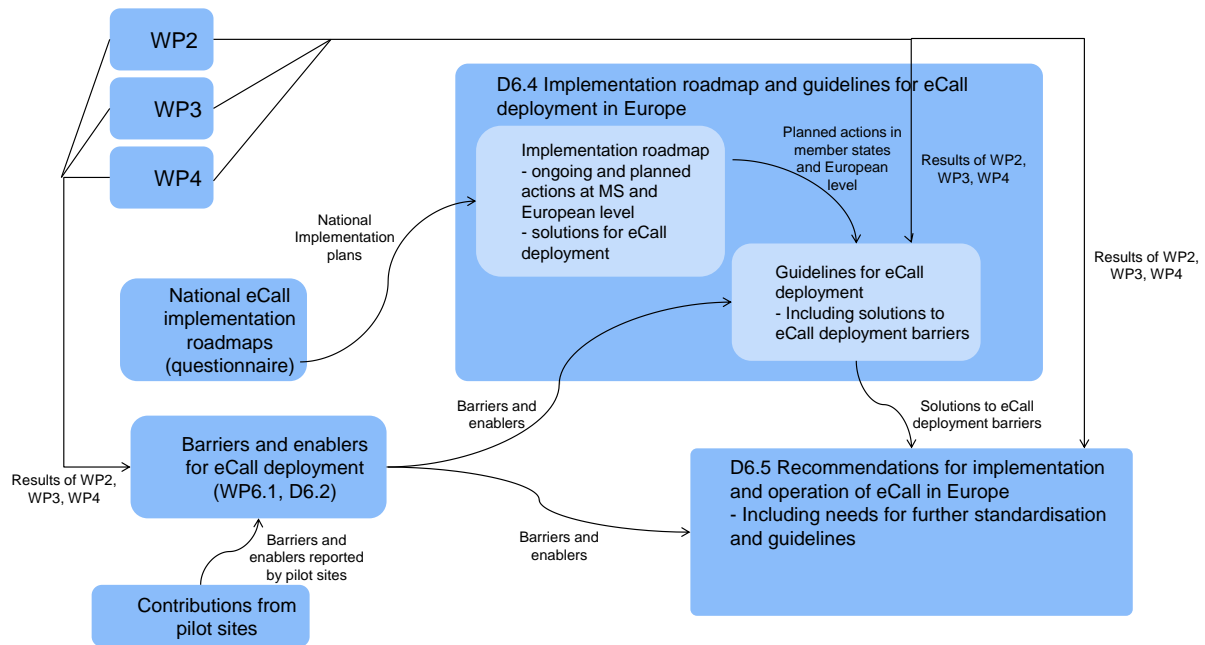 WP2
WP3
WP4
D6.4 Implementation roadmap and guidelines for eCall
deployment in Europe
Implementation roadmap
- ongoing and planned
actions at MS and
European level
- solutions for eCall
deployment
Planned actions in
member states
and European
level
Results of WP2,
WP3, WP4
National
Implementation
plans
Results of WP2,
WP3, WP4
Guidelines for eCall
deployment
- Including solutions to
eCall deployment barriers
National eCall
implementation
roadmaps
(questionnaire)
Barriers and
enablers
Solutions to eCall
deployment barriers
Barriers and enablers
for eCall deployment
(WP6.1, D6.2)
Results of WP2,
WP3, WP4
D6.5 Recommendations for implementation
and operation of eCall in Europe
- Including needs for further standardisation
and guidelines
Barriers and
enablers
Barriers and
enablers reported
by pilot sites
Contributions from
pilot sites